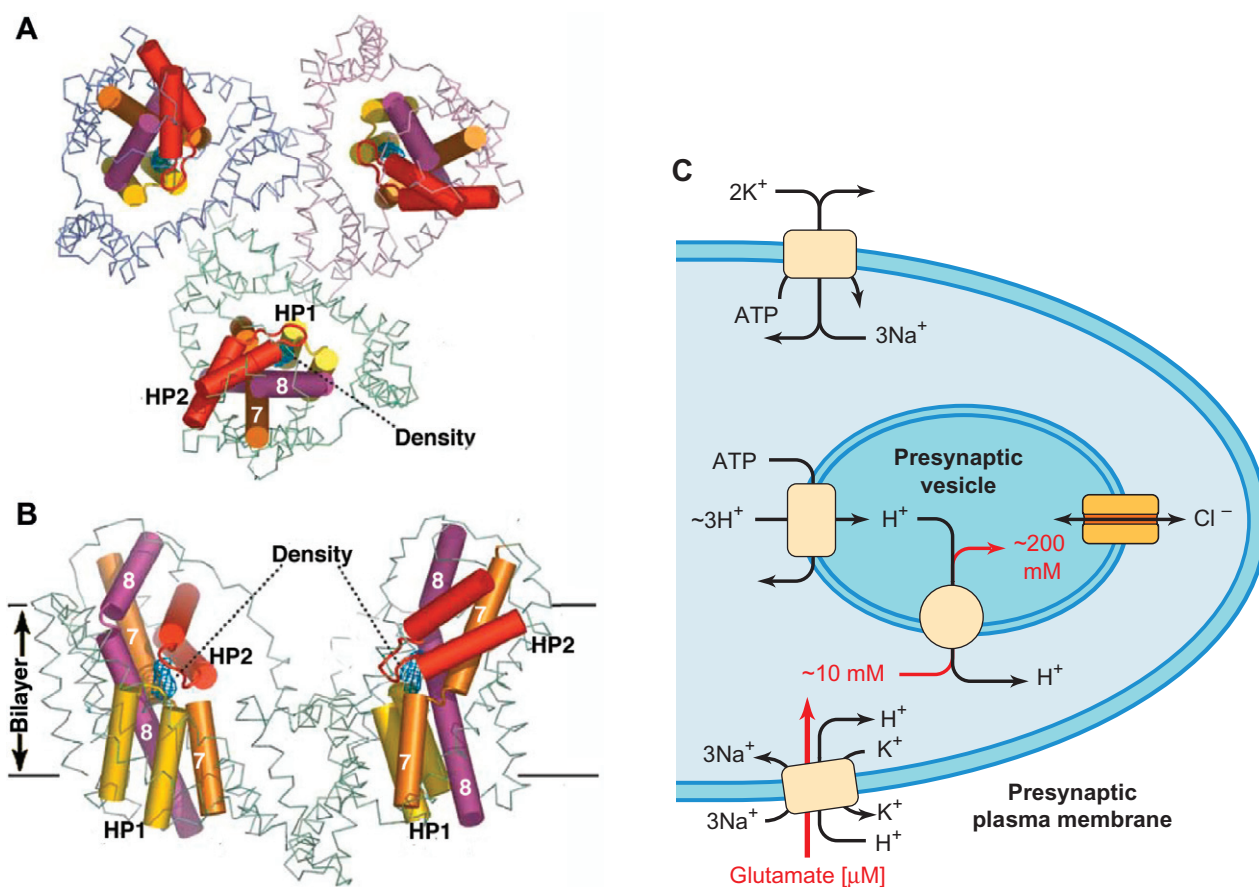 A
HP1
HP2
8
7
Density
B
Density
Bilayer
8
7
HP2
8
7
HP1
8
HP2
7
8
HP1
C
2K⁺
ATP
3Na⁺
ATP
Presynaptic
vesicle
~3H⁺
H⁺
Cl⁻
~200
mM
~10 mM
H⁺
H⁺
3Na⁺
K⁺
3Na⁺
K⁺
H⁺
Presynaptic
plasma membrane
Glutamate [μM]